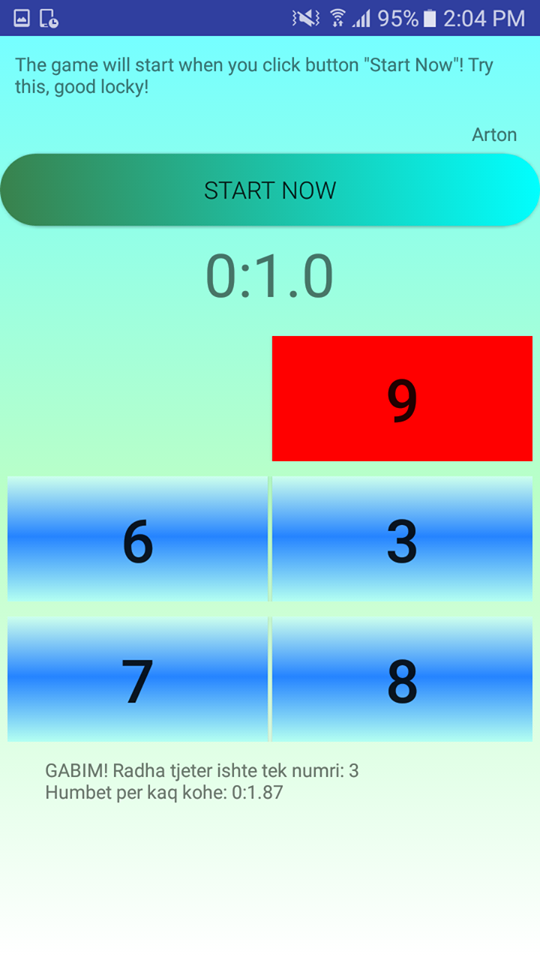 95% 2:04 PM
The game will start when you click button "Start Now"! Try
this, good locky!
Arton
START NOW
0:1.0
9
6 3
7 8
GABIM! Radha tjeter ishte tek numri: 3
Humbet per kaq kohe: 0:1.87